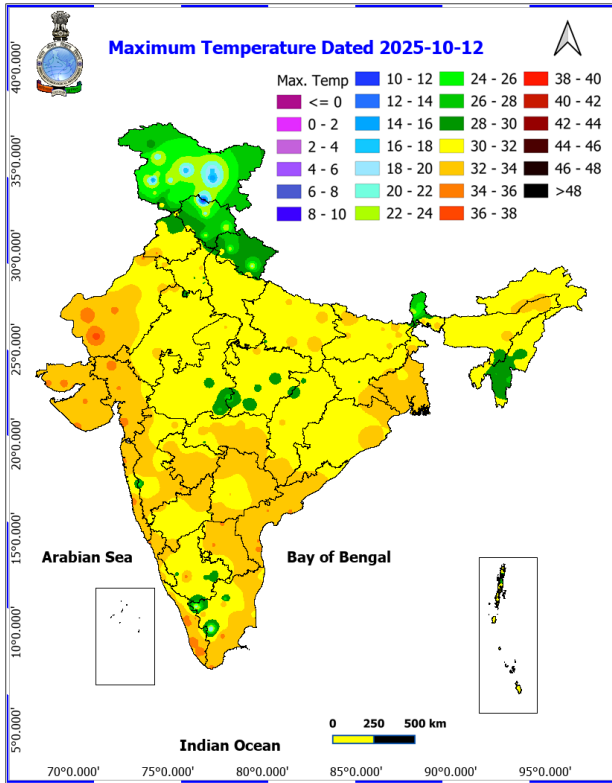 Maximum Temperature Dated 2025-10-12
Max. Temp
<= 0
0 - 2
2 - 4
4 - 6
6 - 8
8 - 10
10 - 12
12 - 14
14 - 16
16 - 18
18 - 20
20 - 22
22 - 24
24 - 26
26 - 28
28 - 30
30 - 32
32 - 34
34 - 36
36 - 38
38 - 40
40 - 42
42 - 44
44 - 46
46 - 48
>48
40°0.000'
35°0.000'
30°0.000'
25°0.000'
20°0.000'
15°0.000'
10°0.000'
5°0.000'
Arabian Sea
Bay of Bengal
Indian Ocean
0 250 500 km
70°0.000' 75°0.000' 80°0.000' 85°0.000' 90°0.000' 95°0.000'